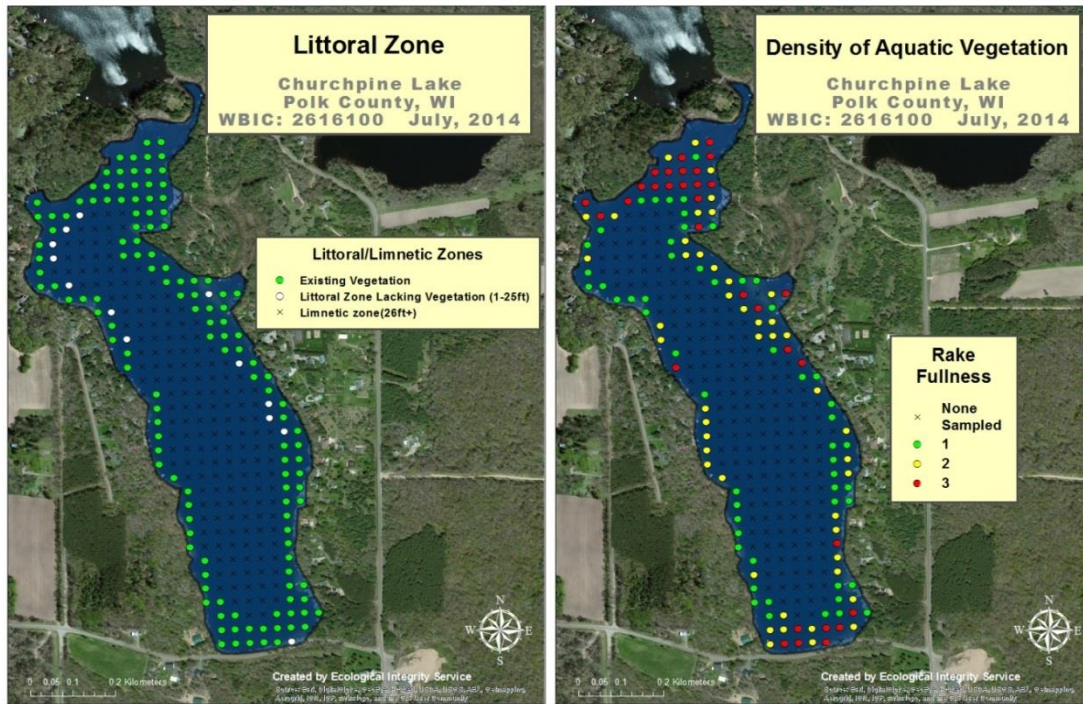 Littoral Zone
Churchpine Lake
Polk County, WI
WBIC: 2616100 July, 2014
Littoral/Limnetic Zones
Existing Vegetation
Littoral Zone Lacking Vegetation (1-25ft)
Limnetic zone(26ft+)
N
W E
S
0 0.05 0.1 0.2 Kilometers
Created by Ecological Integrity Service
Density of Aquatic Vegetation
Churchpine Lake
Polk County, WI
WBIC: 2616100 July, 2014
Rake
Fullness
None
Sampled
1
2
3
N
W E
S
0 0.05 0.1 0.2 Kilometers
Created by Ecological Integrity Service